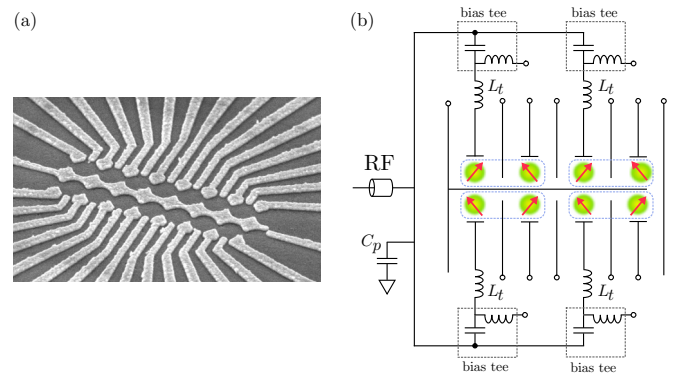 (a)
(b)
bias tee
bias tee
L_t
L_t
RF
C_p
L_t
L_t
bias tee
bias tee